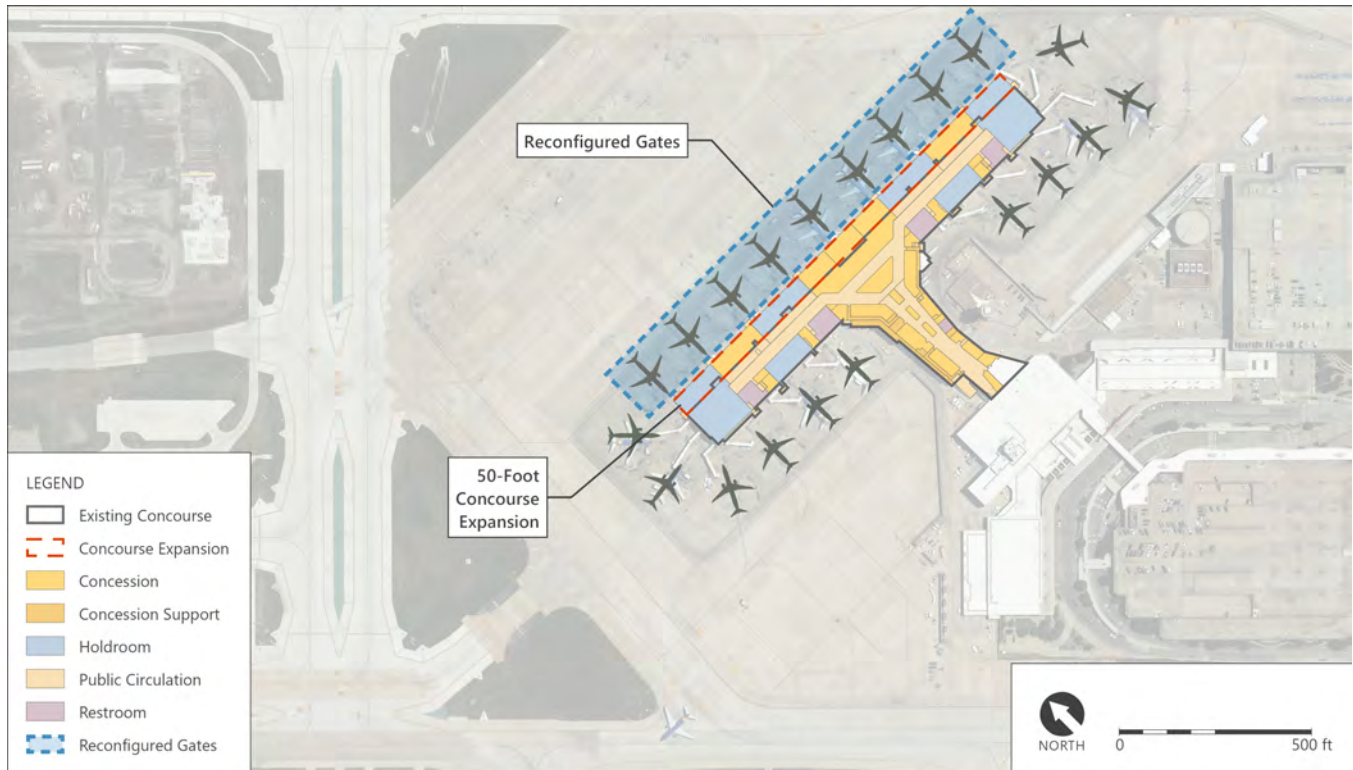 Reconfigured Gates
50-Foot
Concourse
Expansion
LEGEND
Existing Concourse
Concourse Expansion
Concession
Concession Support
Holdroom
Public Circulation
Restroom
Reconfigured Gates
NORTH
0
500 ft